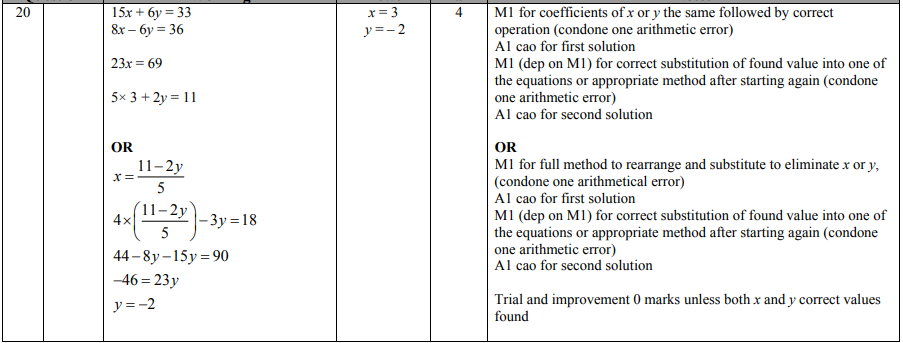 20
15x + 6y = 33
8x – 6y = 36
23x = 69
5× 3 + 2y = 11
OR
x = (11–2y)/5
4×((11–2y)/5)–3y =18
44–8y–15y = 90
–46= 23y
y = –2
x = 3
y = – 2
4
M1 for coefficients of x or y the same followed by correct
operation (condone one arithmetic error)
A1 cao for first solution
M1 (dep on M1) for correct substitution of found value into one of
the equations or appropriate method after starting again (condone
one arithmetic error)
A1 cao for second solution
OR
M1 for full method to rearrange and substitute to eliminate x or y,
(condone one arithmetical error)
A1 cao for first solution
M1 (dep on M1) for correct substitution of found value into one of
the equations or appropriate method after starting again (condone
one arithmetic error)
A1 cao for second solution
Trial and improvement 0 marks unless both x and y correct values
found